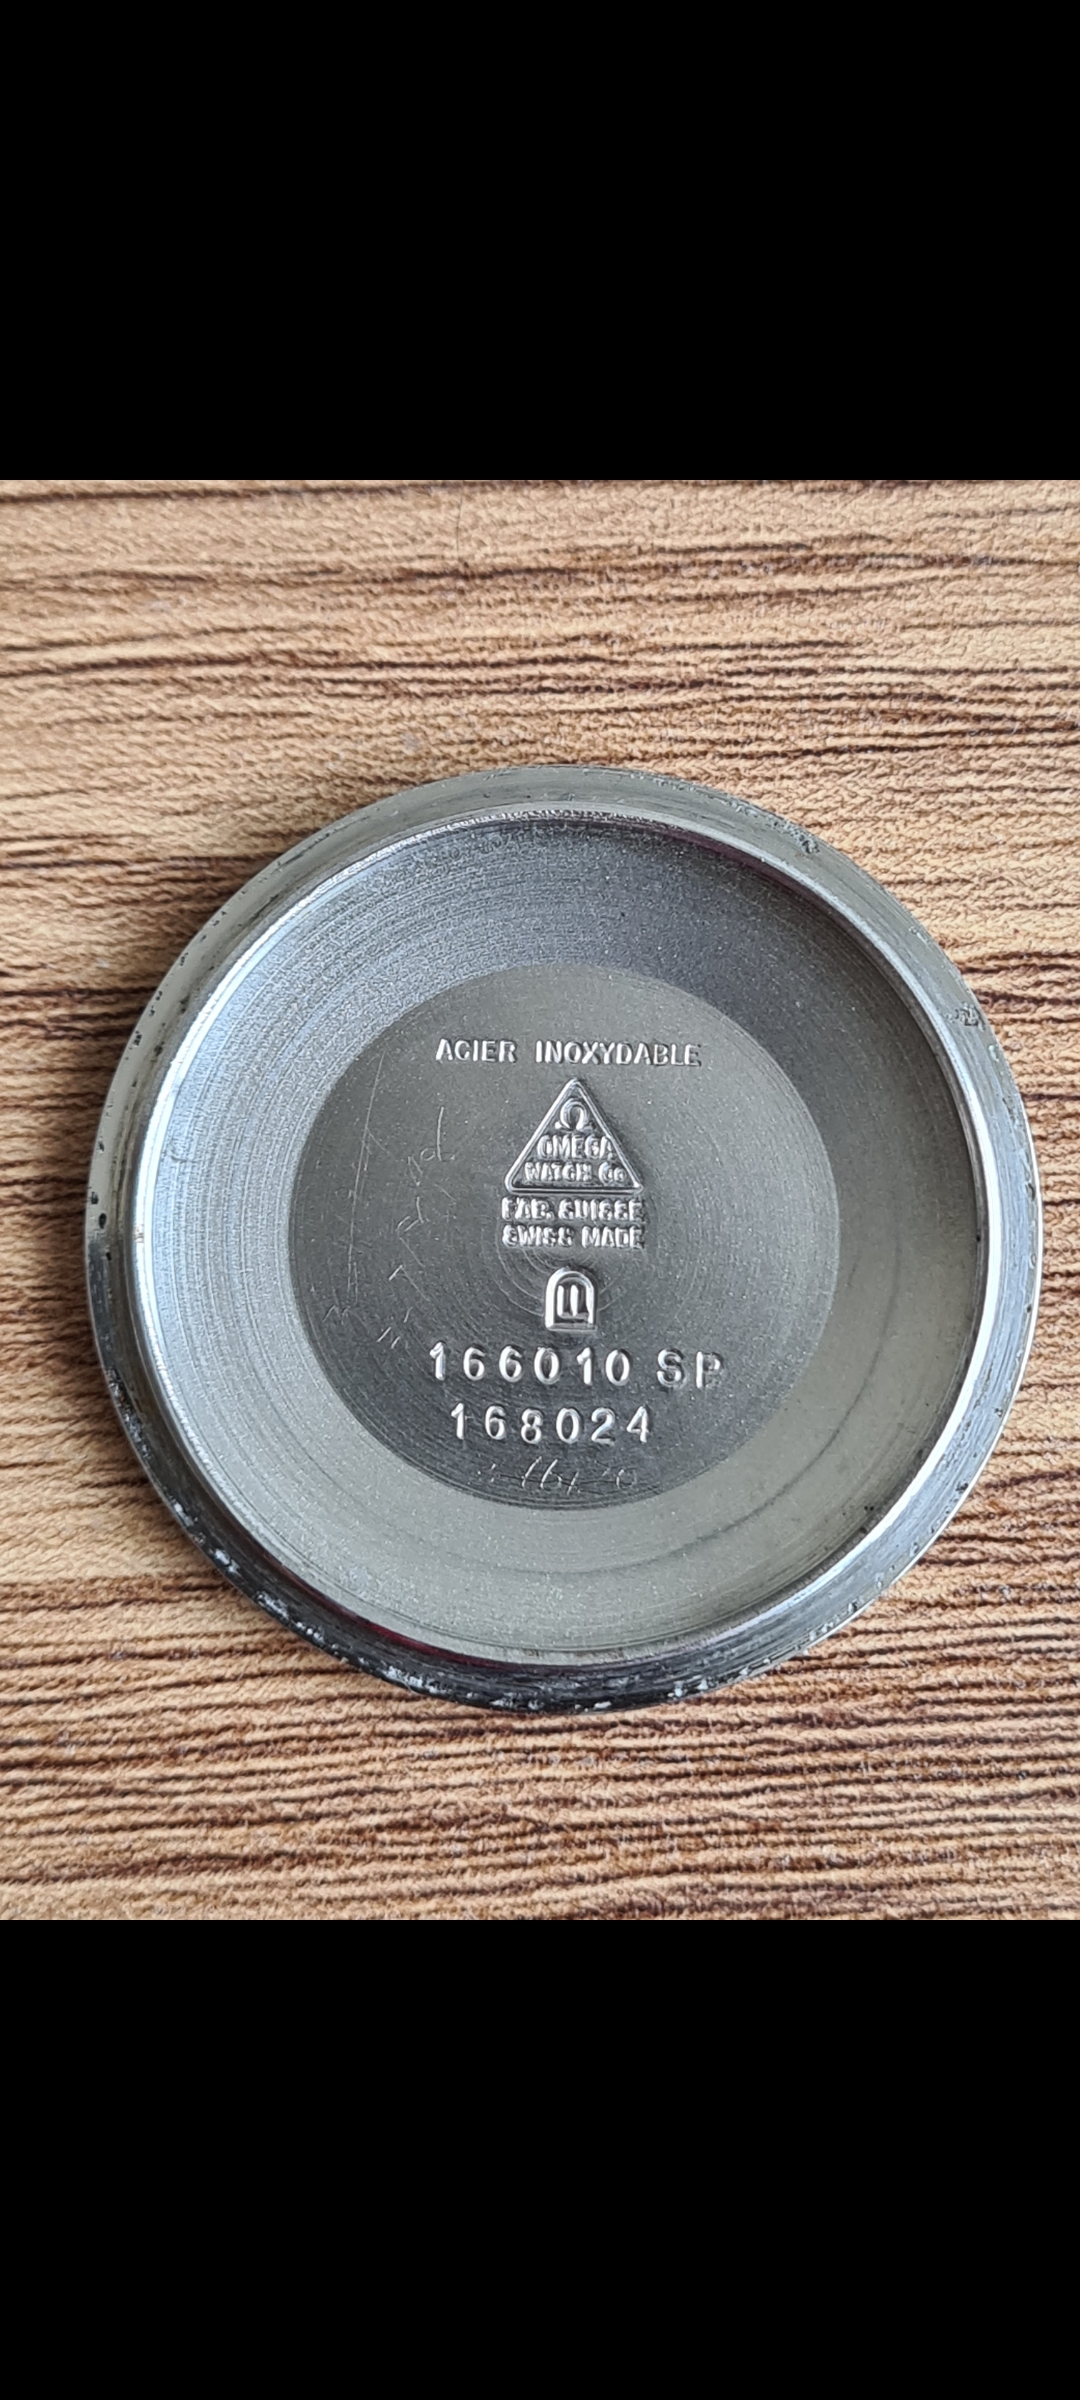 ACIER INOXYDABLE
Ω
OMEGA
WATCH Co
FAB. SUISSE
SWISS MADE
166010 SP
168024